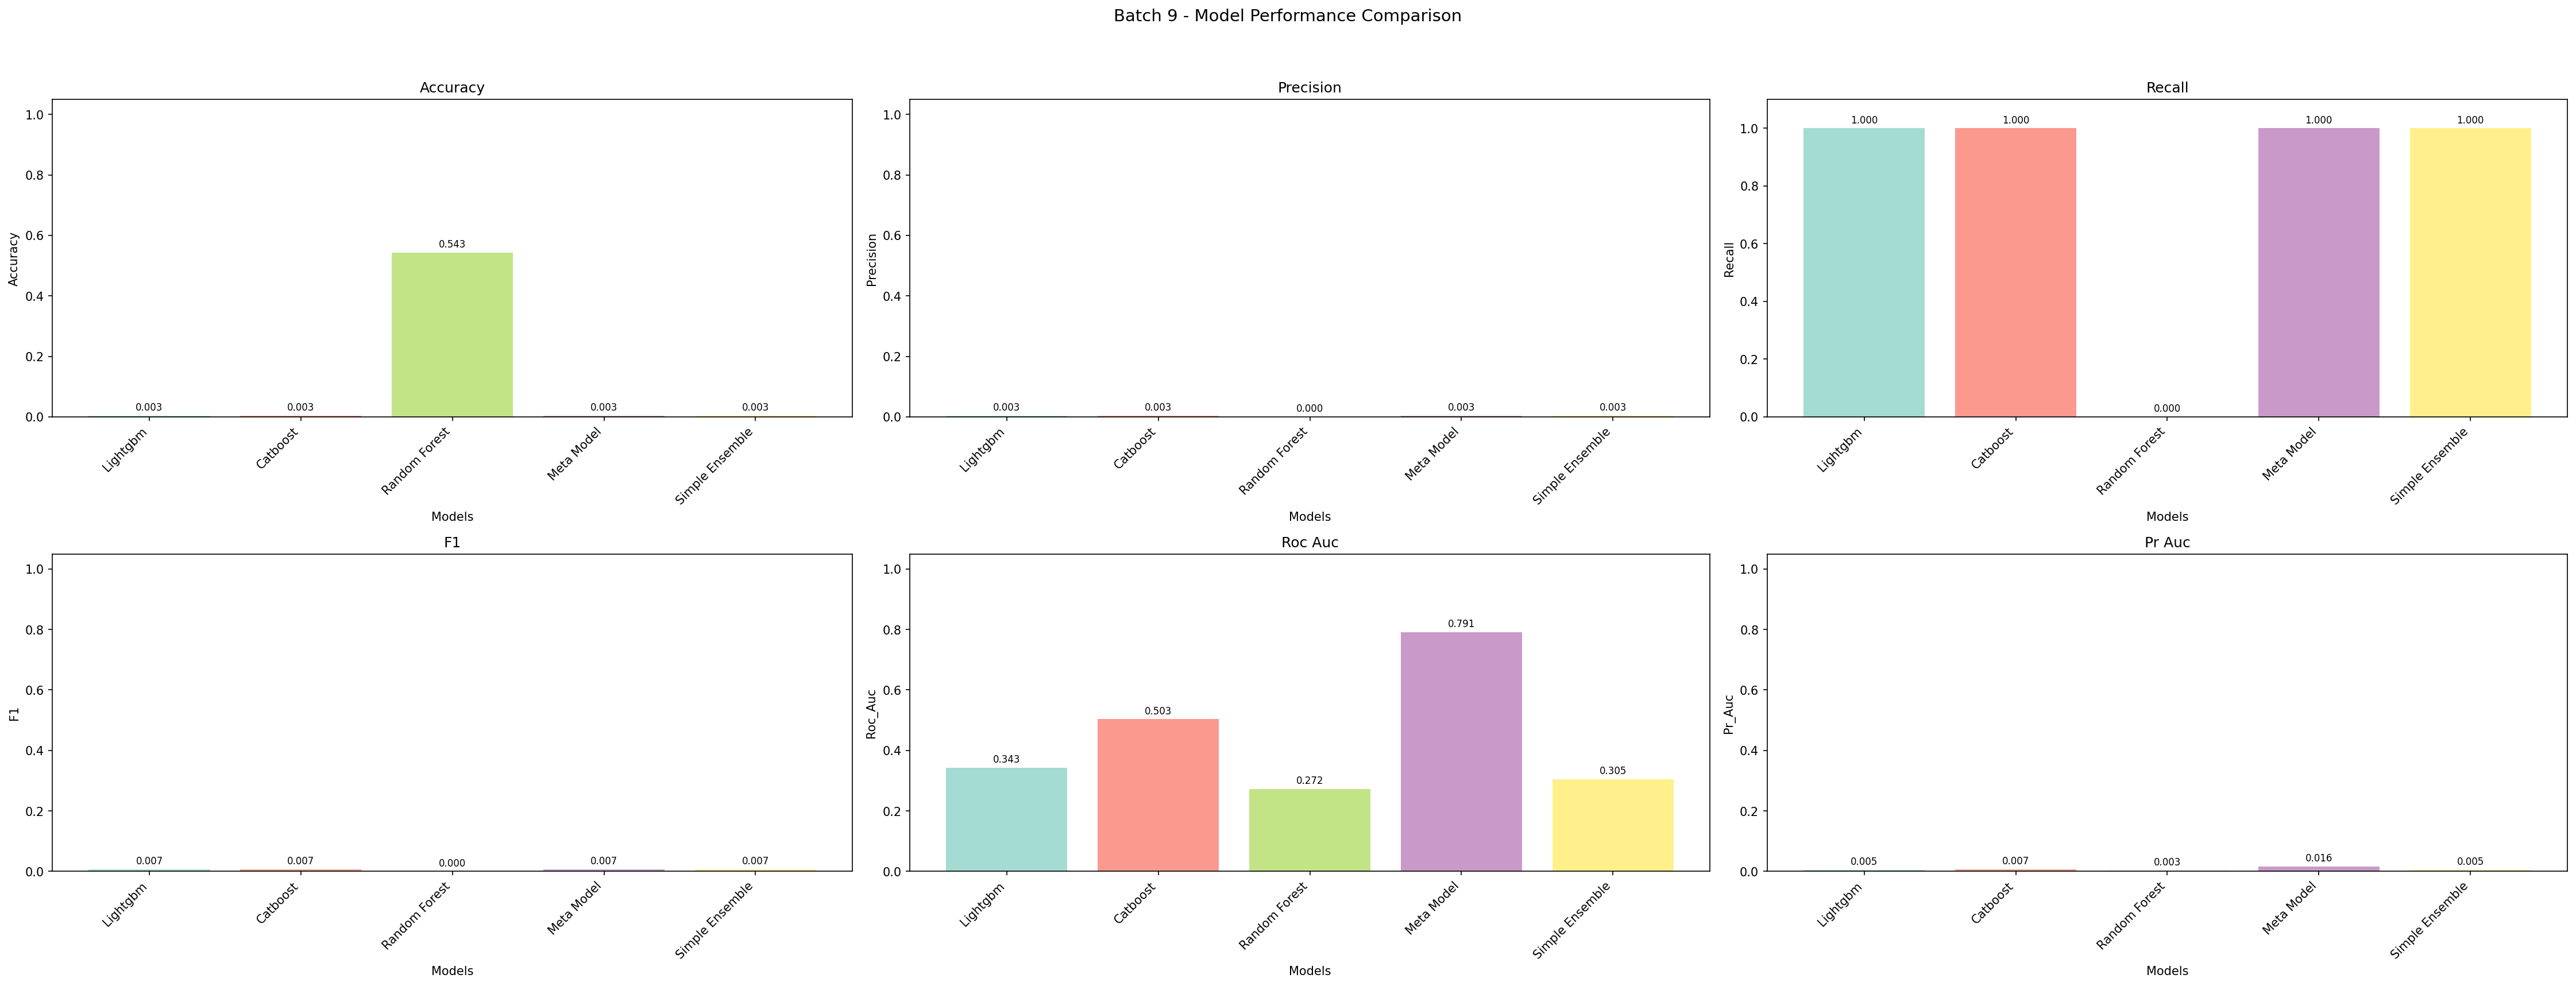 Batch 9 - Model Performance Comparison
Accuracy
Accuracy
1.0
0.8
0.6
0.4
0.2
0.0
0.003
0.003
0.543
0.003
0.003
Lightgbm
Catboost
Random Forest
Meta Model
Simple Ensemble
Models
Precision
Precision
1.0
0.8
0.6
0.4
0.2
0.0
0.003
0.003
0.000
0.003
0.003
Lightgbm
Catboost
Random Forest
Meta Model
Simple Ensemble
Models
Recall
Recall
1.0
0.8
0.6
0.4
0.2
0.0
1.000
1.000
0.000
1.000
1.000
Lightgbm
Catboost
Random Forest
Meta Model
Simple Ensemble
Models
F1
F1
1.0
0.8
0.6
0.4
0.2
0.0
0.007
0.007
0.000
0.007
0.007
Lightgbm
Catboost
Random Forest
Meta Model
Simple Ensemble
Models
Roc Auc
Roc_Auc
1.0
0.8
0.6
0.4
0.2
0.0
0.343
0.503
0.272
0.791
0.305
Lightgbm
Catboost
Random Forest
Meta Model
Simple Ensemble
Models
Pr Auc
Pr_Auc
1.0
0.8
0.6
0.4
0.2
0.0
0.005
0.007
0.003
0.016
0.005
Lightgbm
Catboost
Random Forest
Meta Model
Simple Ensemble
Models